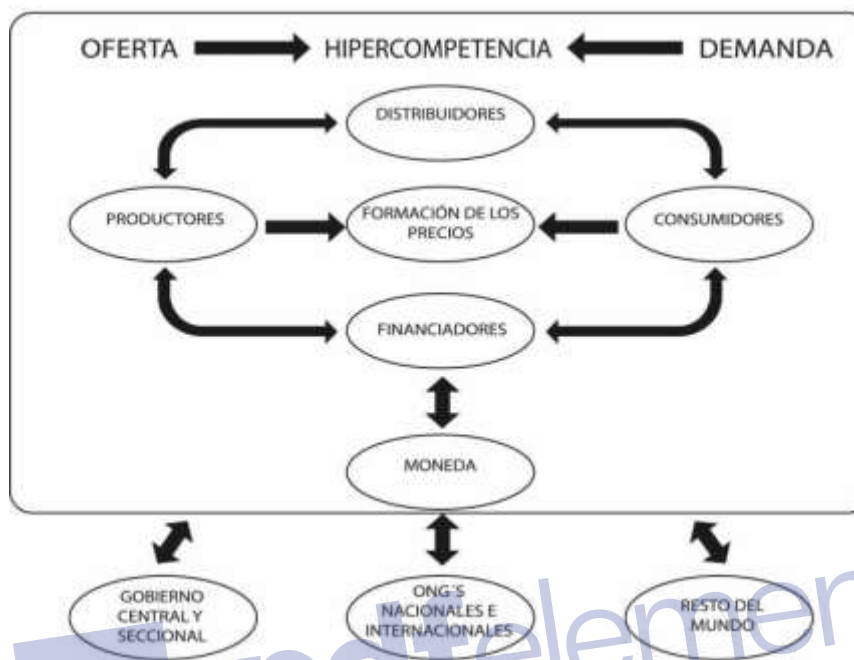 OFERTA HIPERCOMPETENCIA DEMANDA
DISTRIBUIDORES
PRODUCTORES
FORMACIÓN DE LOS
PRECIOS
CONSUMIDORES
FINANCIADORES
MONEDA
GOBIERNO
CENTRAL Y
SECCIONAL
ONG´S
NACIONALES E
INTERNACIONALES
RESTO DEL
MUNDO